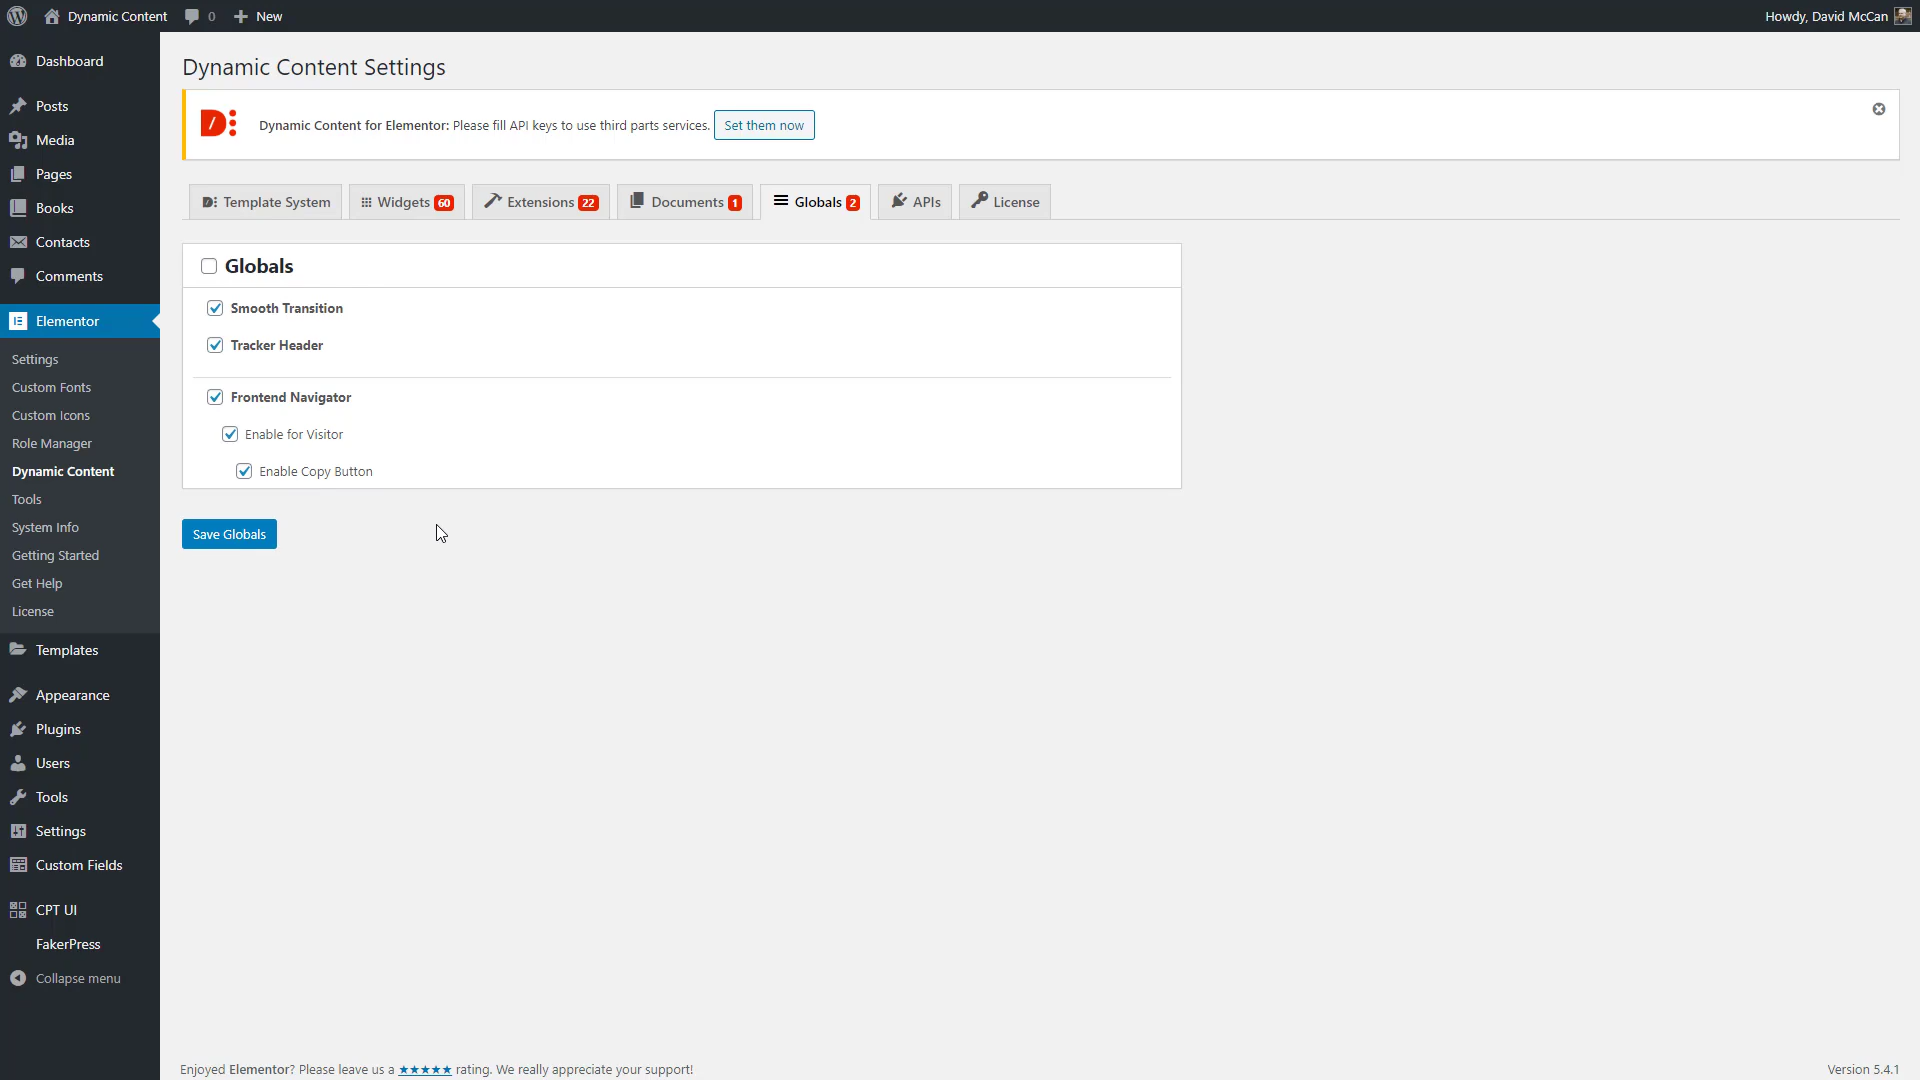 Dynamic Content
0
New
Howdy, David McCan
Dashboard
Posts
Media
Pages
Books
Contacts
Comments
Elementor
Settings
Custom Fonts
Custom Icons
Role Manager
Dynamic Content
Tools
System Info
Getting Started
Get Help
License
Templates
Appearance
Plugins
Users
Tools
Settings
Custom Fields
CPT UI
FakerPress
Collapse menu
Dynamic Content Settings
Dynamic Content for Elementor: Please fill API keys to use third parts services. Set them now
Template System
Widgets 60
Extensions 22
Documents 1
Globals 2
APIs
License
Globals
Smooth Transition
Tracker Header
Frontend Navigator
Enable for Visitor
Enable Copy Button
Save Globals
Enjoyed Elementor? Please leave us a ★★★★★ rating. We really appreciate your support!
Version 5.4.1